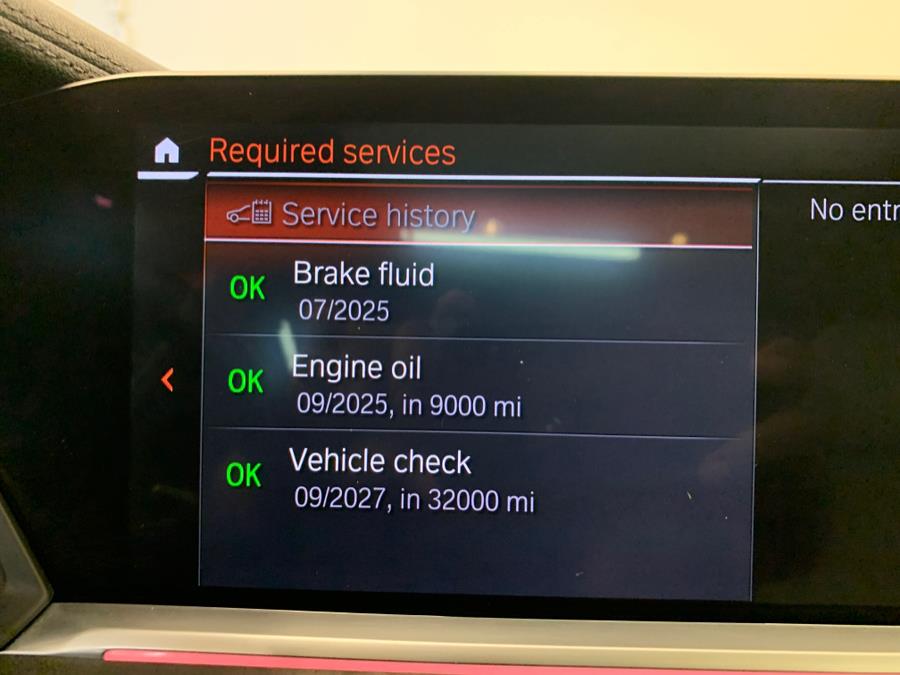 Required services
Service history
No entr
OK Brake fluid
07/2025
OK Engine oil
09/2025, in 9000 mi
OK Vehicle check
09/2027, in 32000 mi